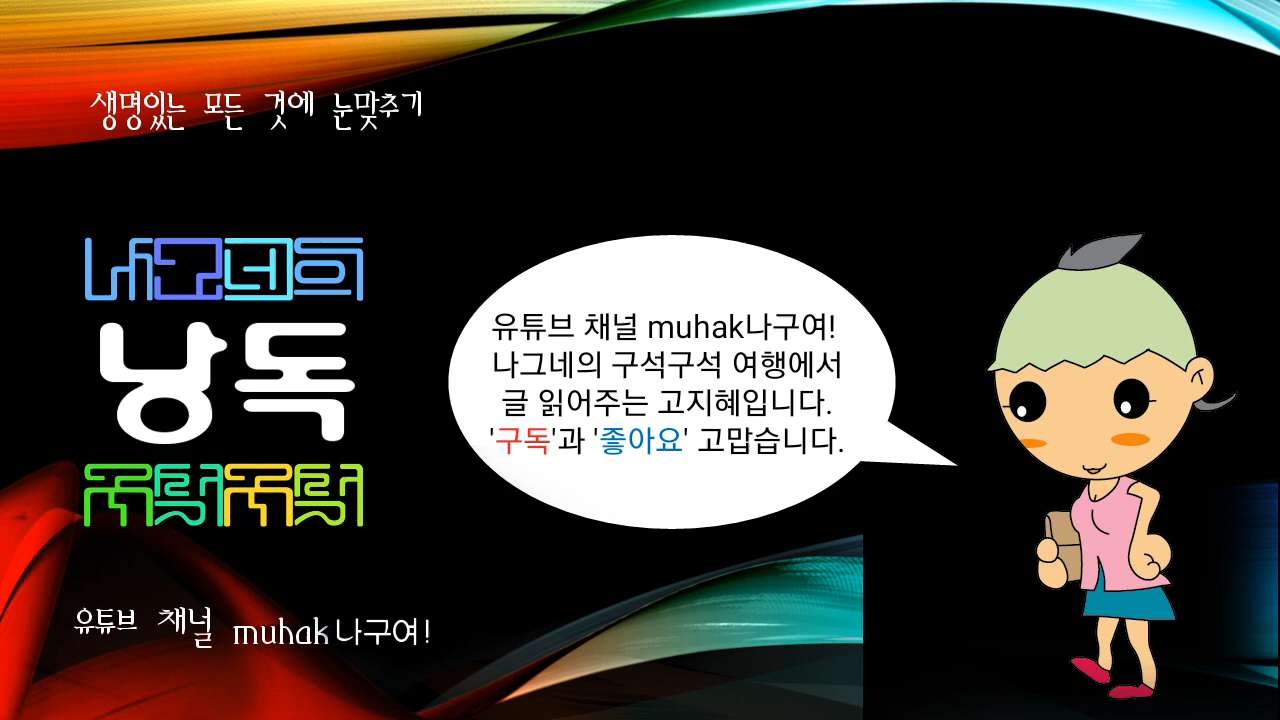 생명있는 모든 것에 눈맞추기
나그네의
낭독
구석구석
유튜브 채널 muhak나구여!
나그네의 구석구석 여행에서
글 읽어주는 고지혜입니다.
'구독'과 '좋아요' 고맙습니다.
유튜브 채널 muhak나구여!